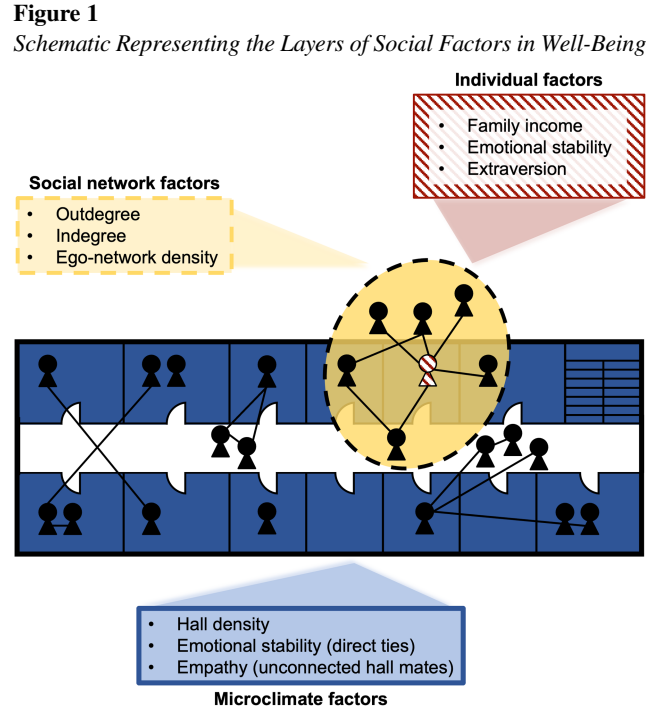 Figure 1
Schematic Representing the Layers of Social Factors in Well-Being
Individual factors
• Family income
• Emotional stability
• Extraversion
Social network factors
• Outdegree
• Indegree
• Ego-network density
• Hall density
• Emotional stability (direct ties)
• Empathy (unconnected hall mates)
Microclimate factors